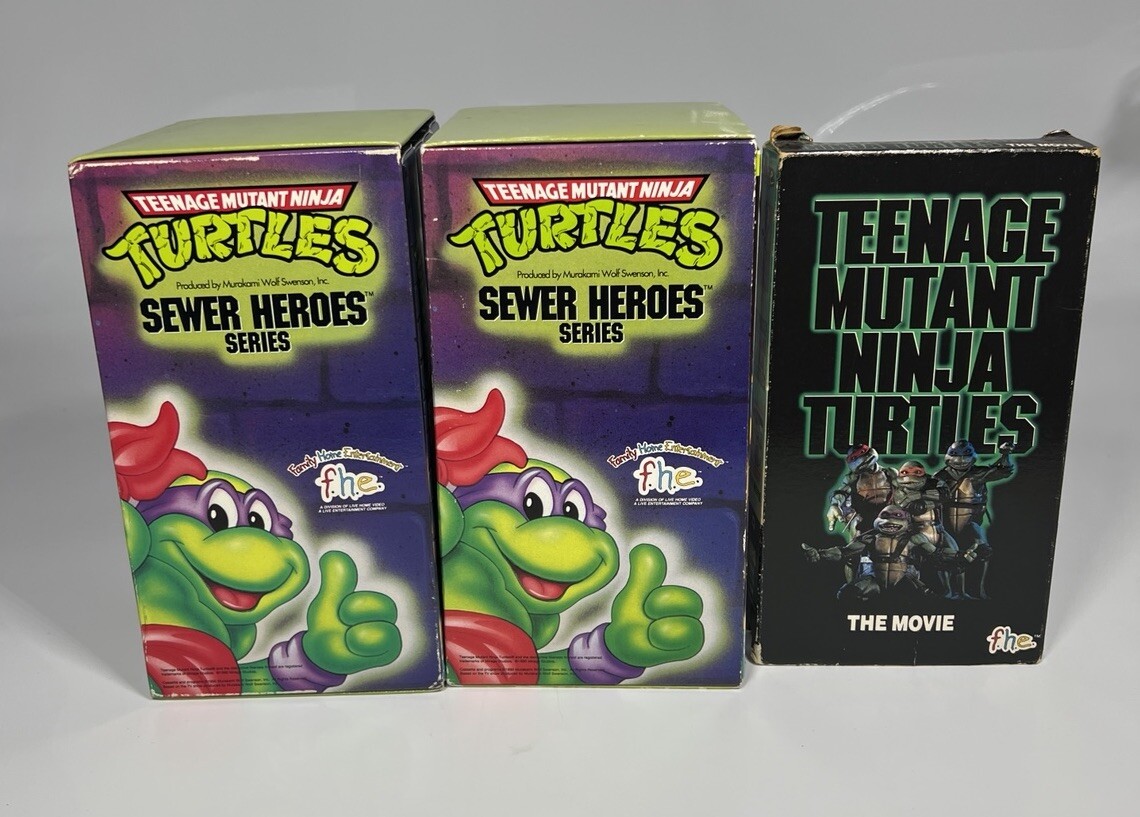 TEENAGE MUTANT NINJA
TURTLES
Produced by Murakami Wolf Swenson, Inc.
SEWER HEROES™
SERIES
Family Home Entertainment
f.h.e.
A DIVISION OF LIVE HOME VIDEO
A LIVE ENTERTAINMENT COMPANY
TEENAGE MUTANT NINJA
TURTLES
Produced by Murakami Wolf Swenson, Inc.
SEWER HEROES™
SERIES
Family Home Entertainment
f.h.e.
A DIVISION OF LIVE HOME VIDEO
A LIVE ENTERTAINMENT COMPANY
TEENAGE
MUTANT
NINJA
TURTLES
THE MOVIE
f.h.e.™